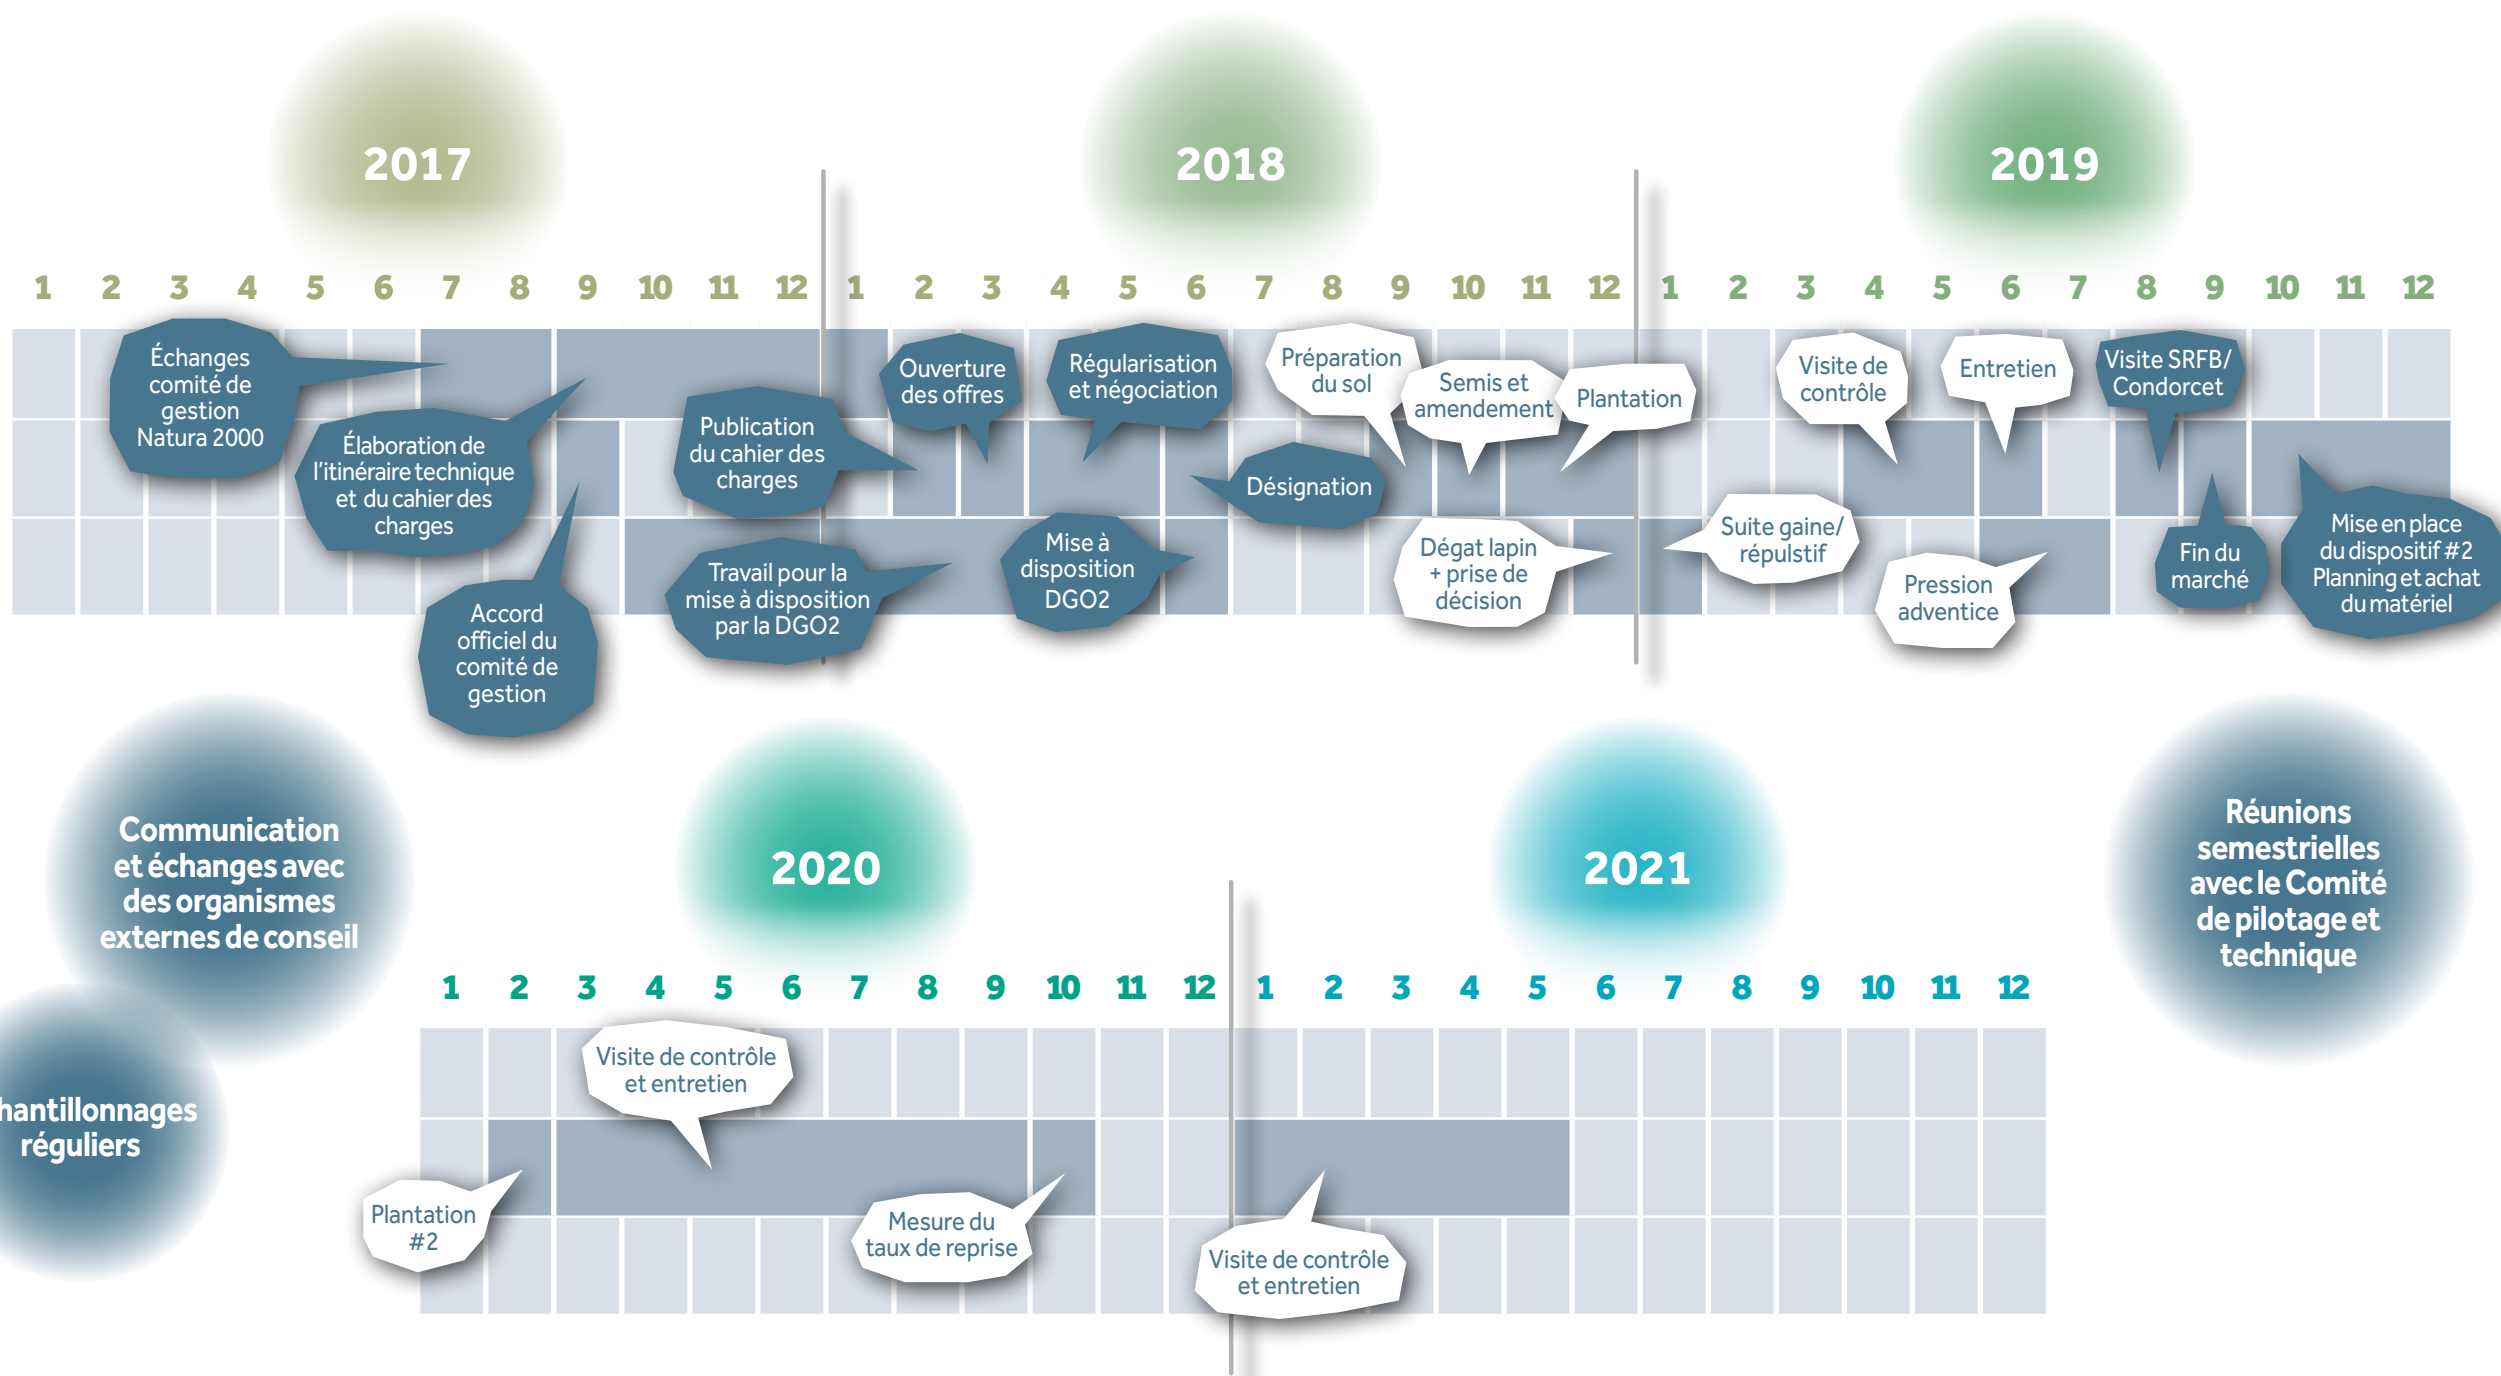 2017
2018
2019
1 2 3 4 5 6 7 8 9 10 11 12 1 2 3 4 5 6 7 8 9 10 11 12 1 2 3 4 5 6 7 8 9 10 11 12
Échanges
comité de
gestion
Natura 2000
Élaboration de
l'itinéraire technique
et du cahier des
charges
Accord
officiel du
comité de
gestion
Publication
du cahier des
charges
Travail pour la
mise à disposition
par la DGO2
Ouverture
des offres
Régularisation
et négociation
Mise à
disposition
DGO2
Désignation
Préparation
du sol
Semis et
amendement
Plantation
Dégat lapin
+ prise de
décision
Suite gaine/
répulstif
Visite de
contrôle
Entretien
Pression
adventice
Visite SRFB/
Condorcet
Fin du
marché
Mise en place
du dispositif #2
Planning et achat
du matériel
Communication
et échanges avec
des organismes
externes de conseil
hantillonnages
réguliers
2020
2021
Réunions
semestrielles
avec le Comité
de pilotage et
technique
1 2 3 4 5 6 7 8 9 10 11 12 1 2 3 4 5 6 7 8 9 10 11 12
Visite de contrôle
et entretien
Plantation
#2
Mesure du
taux de reprise
Visite de contrôle
et entretien